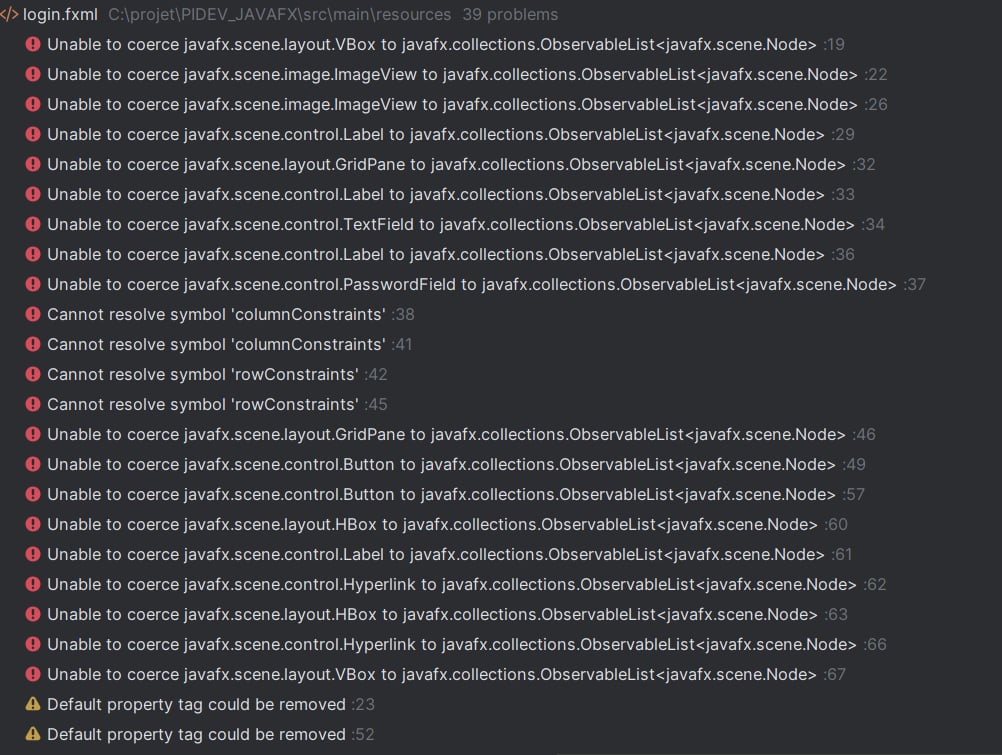 </> login.fxml C:\projet\PIDEV_JAVAFX\src\main\resources 39 problems
Unable to coerce javafx.scene.layout.VBox to javafx.collections.ObservableList<javafx.scene.Node> :19
Unable to coerce javafx.scene.image.ImageView to javafx.collections.ObservableList<javafx.scene.Node> :22
Unable to coerce javafx.scene.image.ImageView to javafx.collections.ObservableList<javafx.scene.Node> :26
Unable to coerce javafx.scene.control.Label to javafx.collections.ObservableList<javafx.scene.Node> :29
Unable to coerce javafx.scene.layout.GridPane to javafx.collections.ObservableList<javafx.scene.Node> :32
Unable to coerce javafx.scene.control.Label to javafx.collections.ObservableList<javafx.scene.Node> :33
Unable to coerce javafx.scene.control.TextField to javafx.collections.ObservableList<javafx.scene.Node> :34
Unable to coerce javafx.scene.control.Label to javafx.collections.ObservableList<javafx.scene.Node> :36
Unable to coerce javafx.scene.control.PasswordField to javafx.collections.ObservableList<javafx.scene.Node> :37
Cannot resolve symbol 'columnConstraints' :38
Cannot resolve symbol 'columnConstraints' :41
Cannot resolve symbol 'rowConstraints' :42
Cannot resolve symbol 'rowConstraints' :45
Unable to coerce javafx.scene.layout.GridPane to javafx.collections.ObservableList<javafx.scene.Node> :46
Unable to coerce javafx.scene.control.Button to javafx.collections.ObservableList<javafx.scene.Node> :49
Unable to coerce javafx.scene.control.Button to javafx.collections.ObservableList<javafx.scene.Node> :57
Unable to coerce javafx.scene.layout.HBox to javafx.collections.ObservableList<javafx.scene.Node> :60
Unable to coerce javafx.scene.control.Label to javafx.collections.ObservableList<javafx.scene.Node> :61
Unable to coerce javafx.scene.control.Hyperlink to javafx.collections.ObservableList<javafx.scene.Node> :62
Unable to coerce javafx.scene.layout.HBox to javafx.collections.ObservableList<javafx.scene.Node> :63
Unable to coerce javafx.scene.control.Hyperlink to javafx.collections.ObservableList<javafx.scene.Node> :66
Unable to coerce javafx.scene.layout.VBox to javafx.collections.ObservableList<javafx.scene.Node> :67
Default property tag could be removed :23
Default property tag could be removed :52